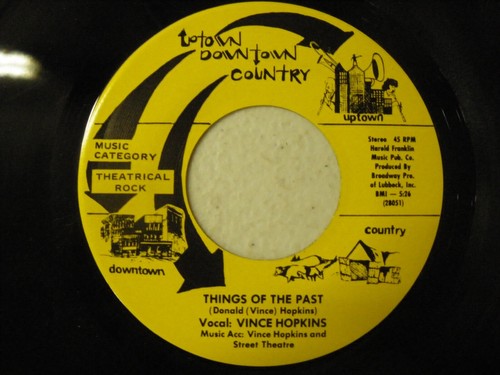 uptown
DOWNTOWN
COUNTRY
uptown
MUSIC
CATEGORY
THEATRICAL
ROCK
Stereo 45 RPM
Harold Franklin
Music Pub. Co.
Produced By
Broadway Pro.
of Lubbock, Inc.
BMI — 5:26
(28051)
downtown
country
THINGS OF THE PAST
(Donald (Vince) Hopkins)
Vocal: VINCE HOPKINS
Music Acc: Vince Hopkins and
Street Theatre